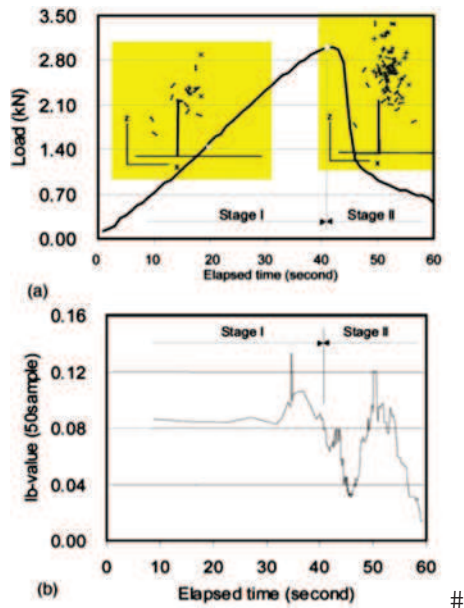 3.50
2.80
2.10
1.40
0.70
0.00
Load (kN)
Z
X
Z
X
Stage I
Stage II
0 10 20 30 40 50 60
Elapsed time (second)
(a)
0.16
0.12
0.08
0.04
0.00
Ib-value (50sample)
Stage I
Stage II
0 10 20 30 40 50 60
(b)
Elapsed time (second)
#